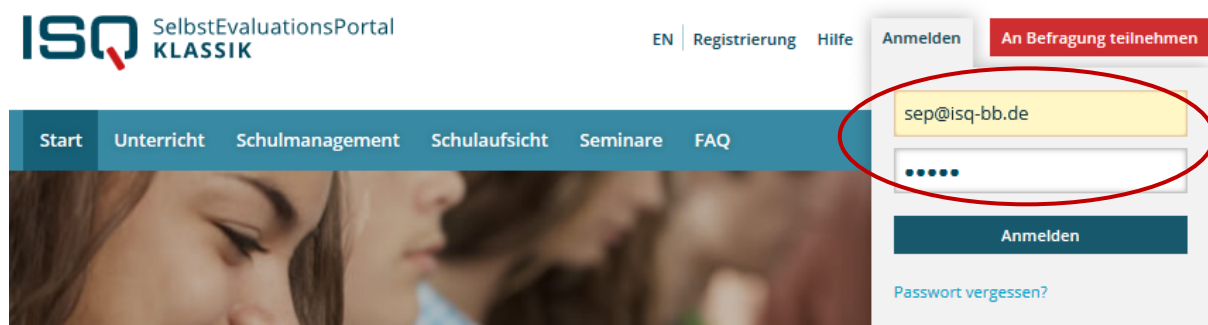 ISQ SelbstEvaluationsPortal
KLASSIK
EN Registrierung Hilfe Anmelden An Befragung teilnehmen
sep@isq-bb.de
•••••
Start Unterricht Schulmanagement Schulaufsicht Seminare FAQ
Anmelden
Passwort vergessen?